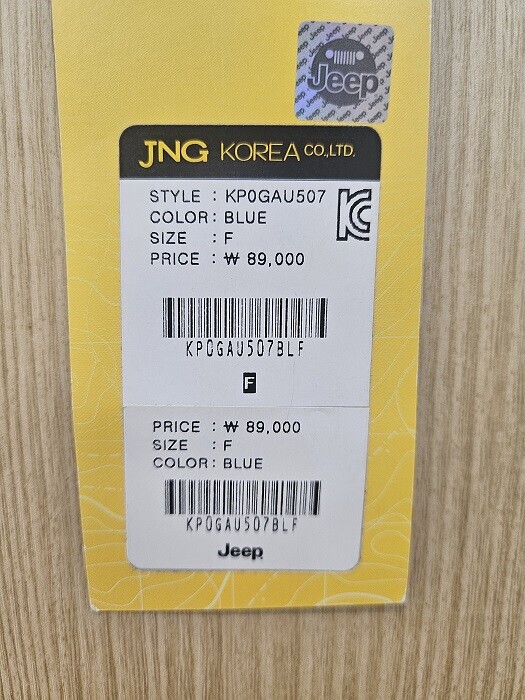 Jeep
JNG KOREA CO.,LTD.
STYLE : KP0GAU507
COLOR: BLUE
SIZE : F
PRICE : ₩ 89,000
KP0GAU507BLF
F
PRICE : ₩ 89,000
SIZE : F
COLOR: BLUE
KP0GAU507BLF
Jeep